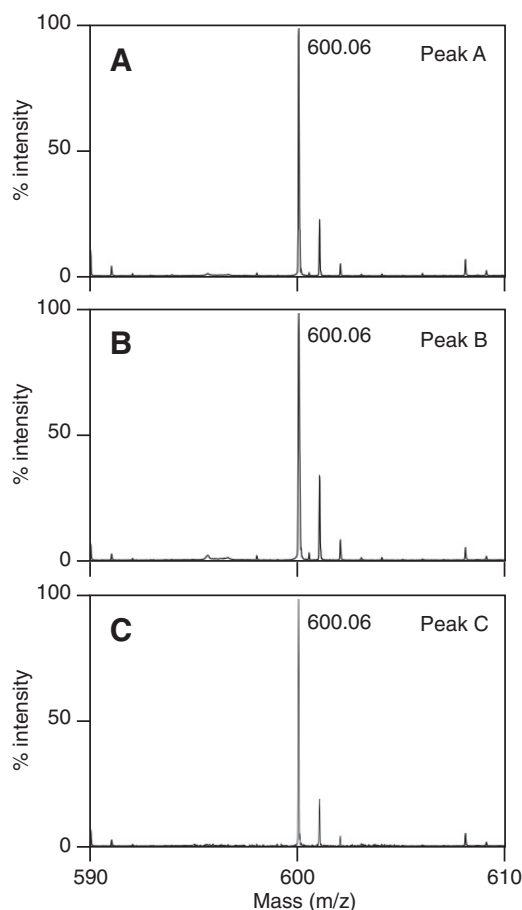 100
A
600.06
Peak A
% intensity
50
0
100
B
600.06
Peak B
% intensity
50
0
100
C
600.06
Peak C
% intensity
50
0
590
600
610
Mass (m/z)